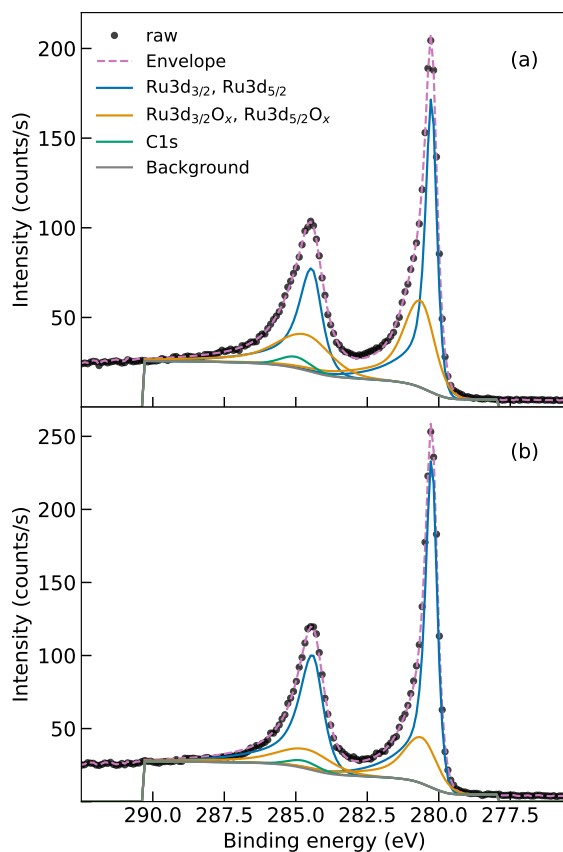 (a)
raw
Envelope
Ru3d₃/₂, Ru3d₅/₂
Ru3d₃/₂Oₓ, Ru3d₅/₂Oₓ
C1s
Background
200
150
100
50
Intensity (counts/s)
(b)
250
200
150
100
50
Intensity (counts/s)
290.0 287.5 285.0 282.5 280.0 277.5
Binding energy (eV)